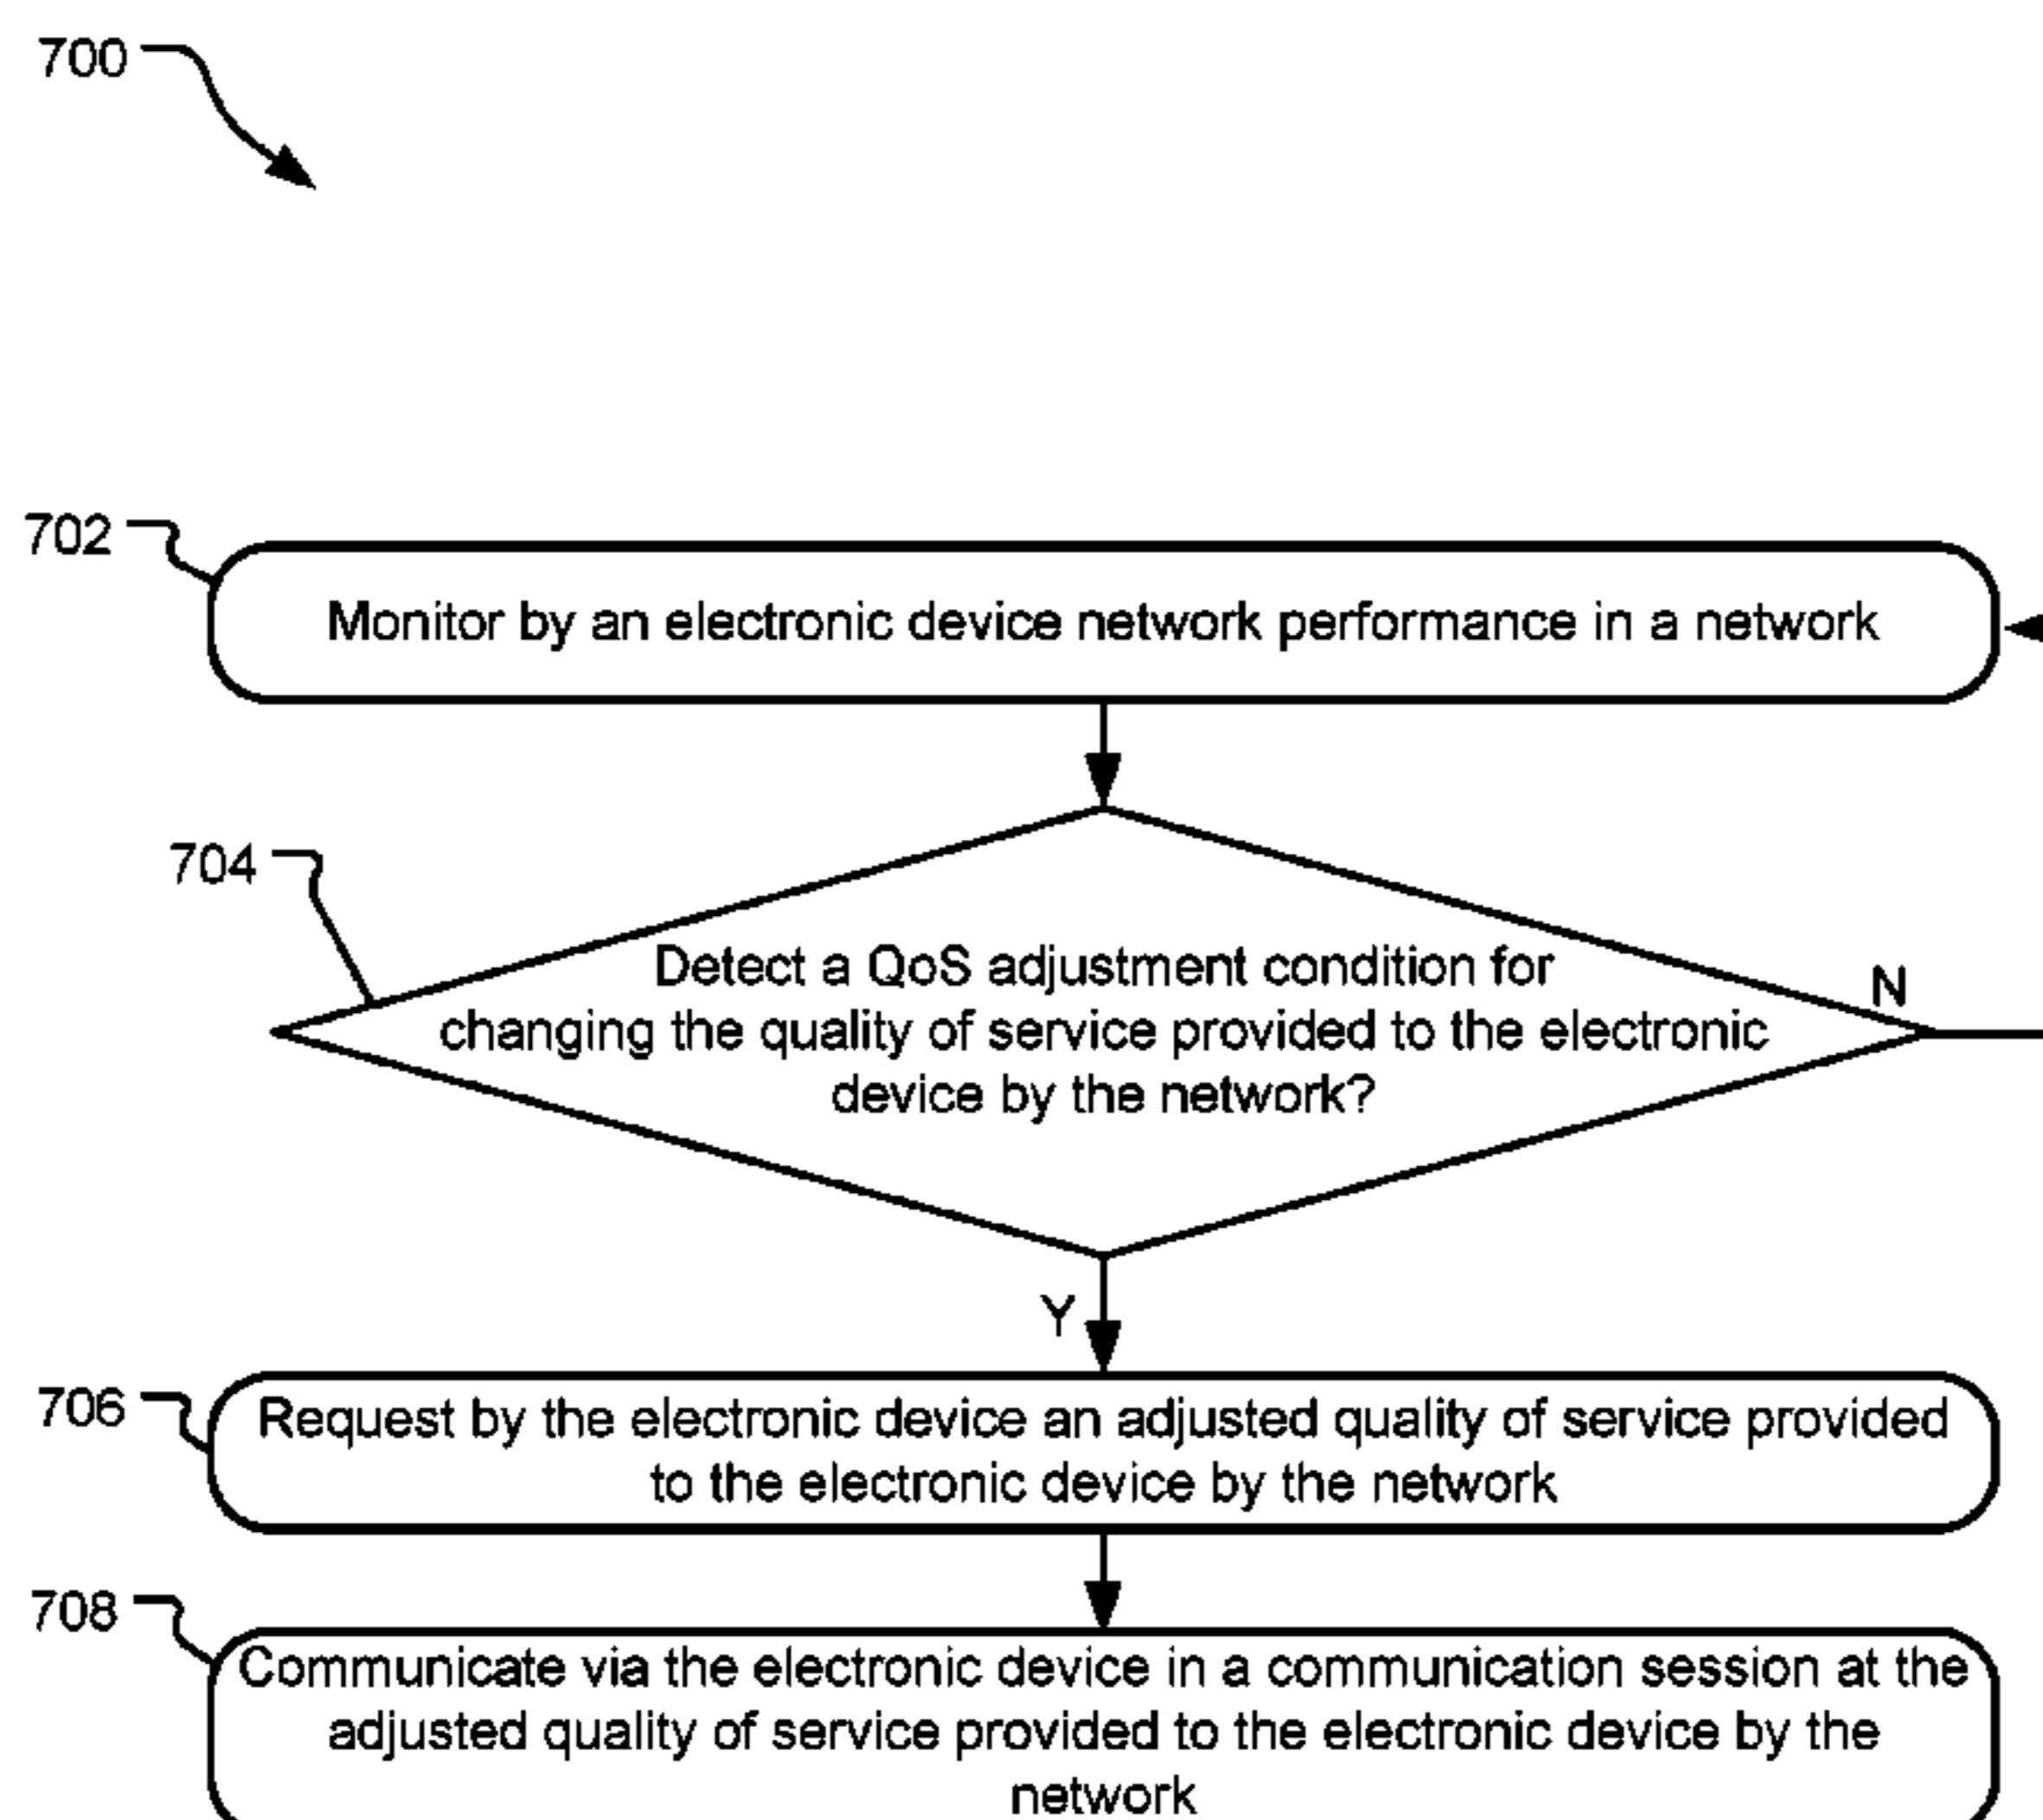 700
702
Monitor by an electronic device network performance in a network
704
Detect a QoS adjustment condition for
changing the quality of service provided to the electronic
device by the network?
N
Y
706
Request by the electronic device an adjusted quality of service provided
to the electronic device by the network
708
Communicate via the electronic device in a communication session at the
adjusted quality of service provided to the electronic device by the
network